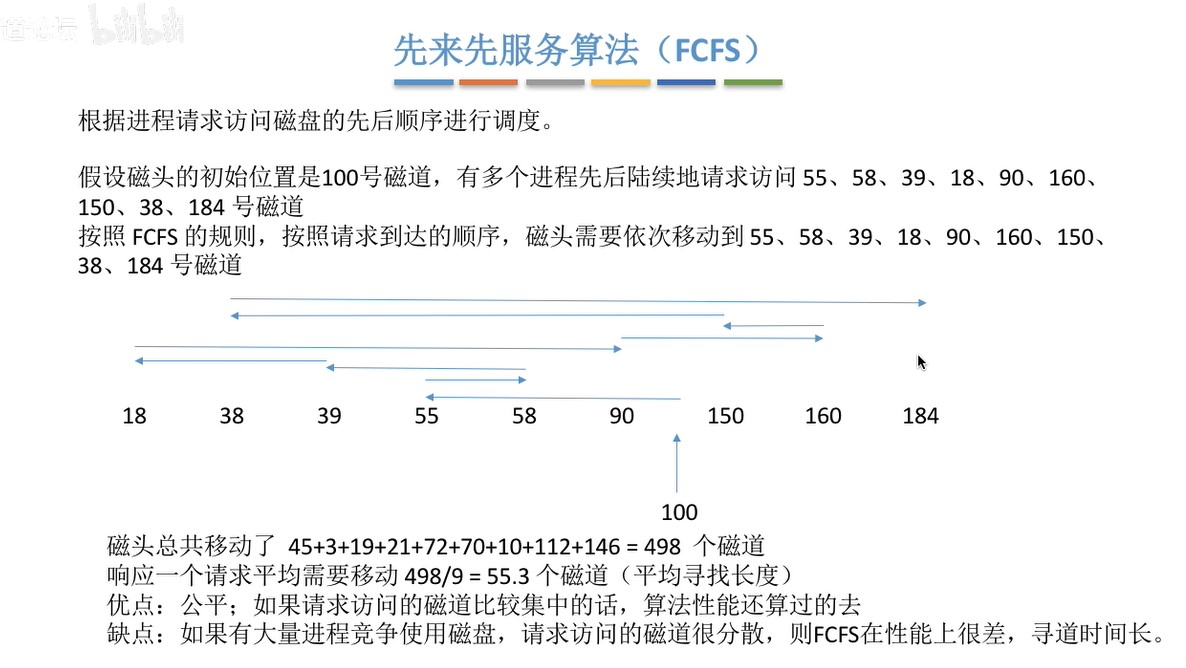 bilibili
先来先服务算法（FCFS）
根据进程请求访问磁盘的先后顺序进行调度。
假设磁头的初始位置是100号磁道，有多个进程先后陆续地请求访问 55、58、39、18、90、160、
150、38、184 号磁道
按照 FCFS 的规则，按照请求到达的顺序，磁头需要依次移动到 55、58、39、18、90、160、150、
38、184 号磁道
18 38 39 55 58 90 150 160 184
100
磁头总共移动了 45+3+19+21+72+70+10+112+146 = 498 个磁道
响应一个请求平均需要移动 498/9 = 55.3 个磁道（平均寻找长度）
优点：公平；如果请求访问的磁道比较集中的话，算法性能还算过的去
缺点：如果有大量进程竞争使用磁盘，请求访问的磁道很分散，则FCFS在性能上很差，寻道时间长。